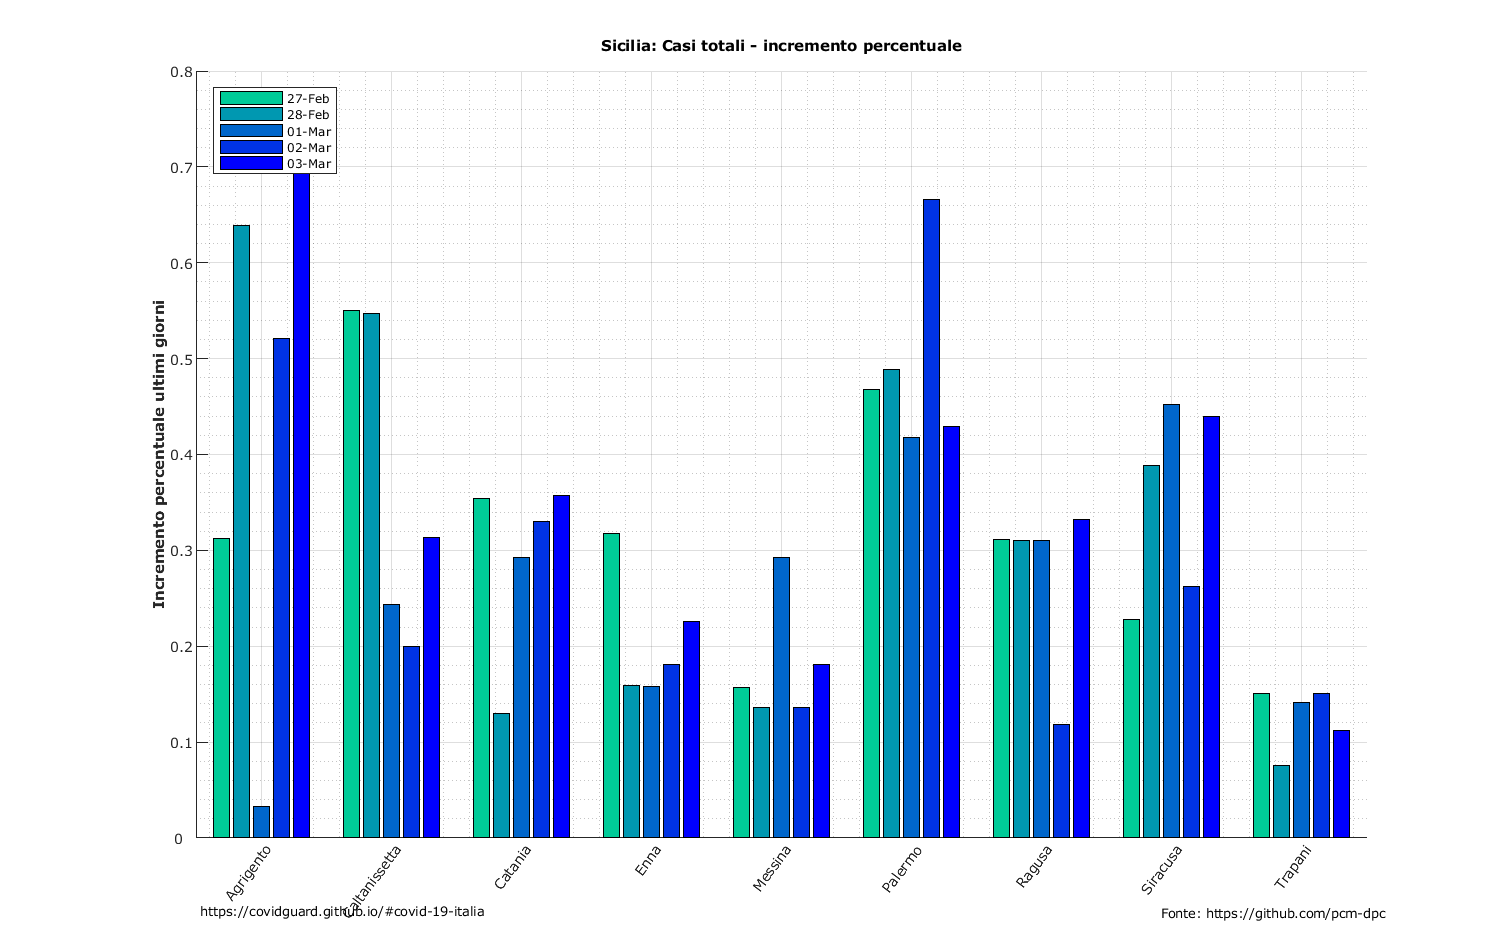 Sicilia: Casi totali - incremento percentuale
Incremento percentuale ultimi giorni
0.8
0.7
0.6
0.5
0.4
0.3
0.2
0.1
0
27-Feb
28-Feb
01-Mar
02-Mar
03-Mar
Agrigento
Caltanissetta
Catania
Enna
Messina
Palermo
Ragusa
Siracusa
Trapani
https://covidguard.github.io/#covid-19-italia
Fonte: https://github.com/pcm-dpc